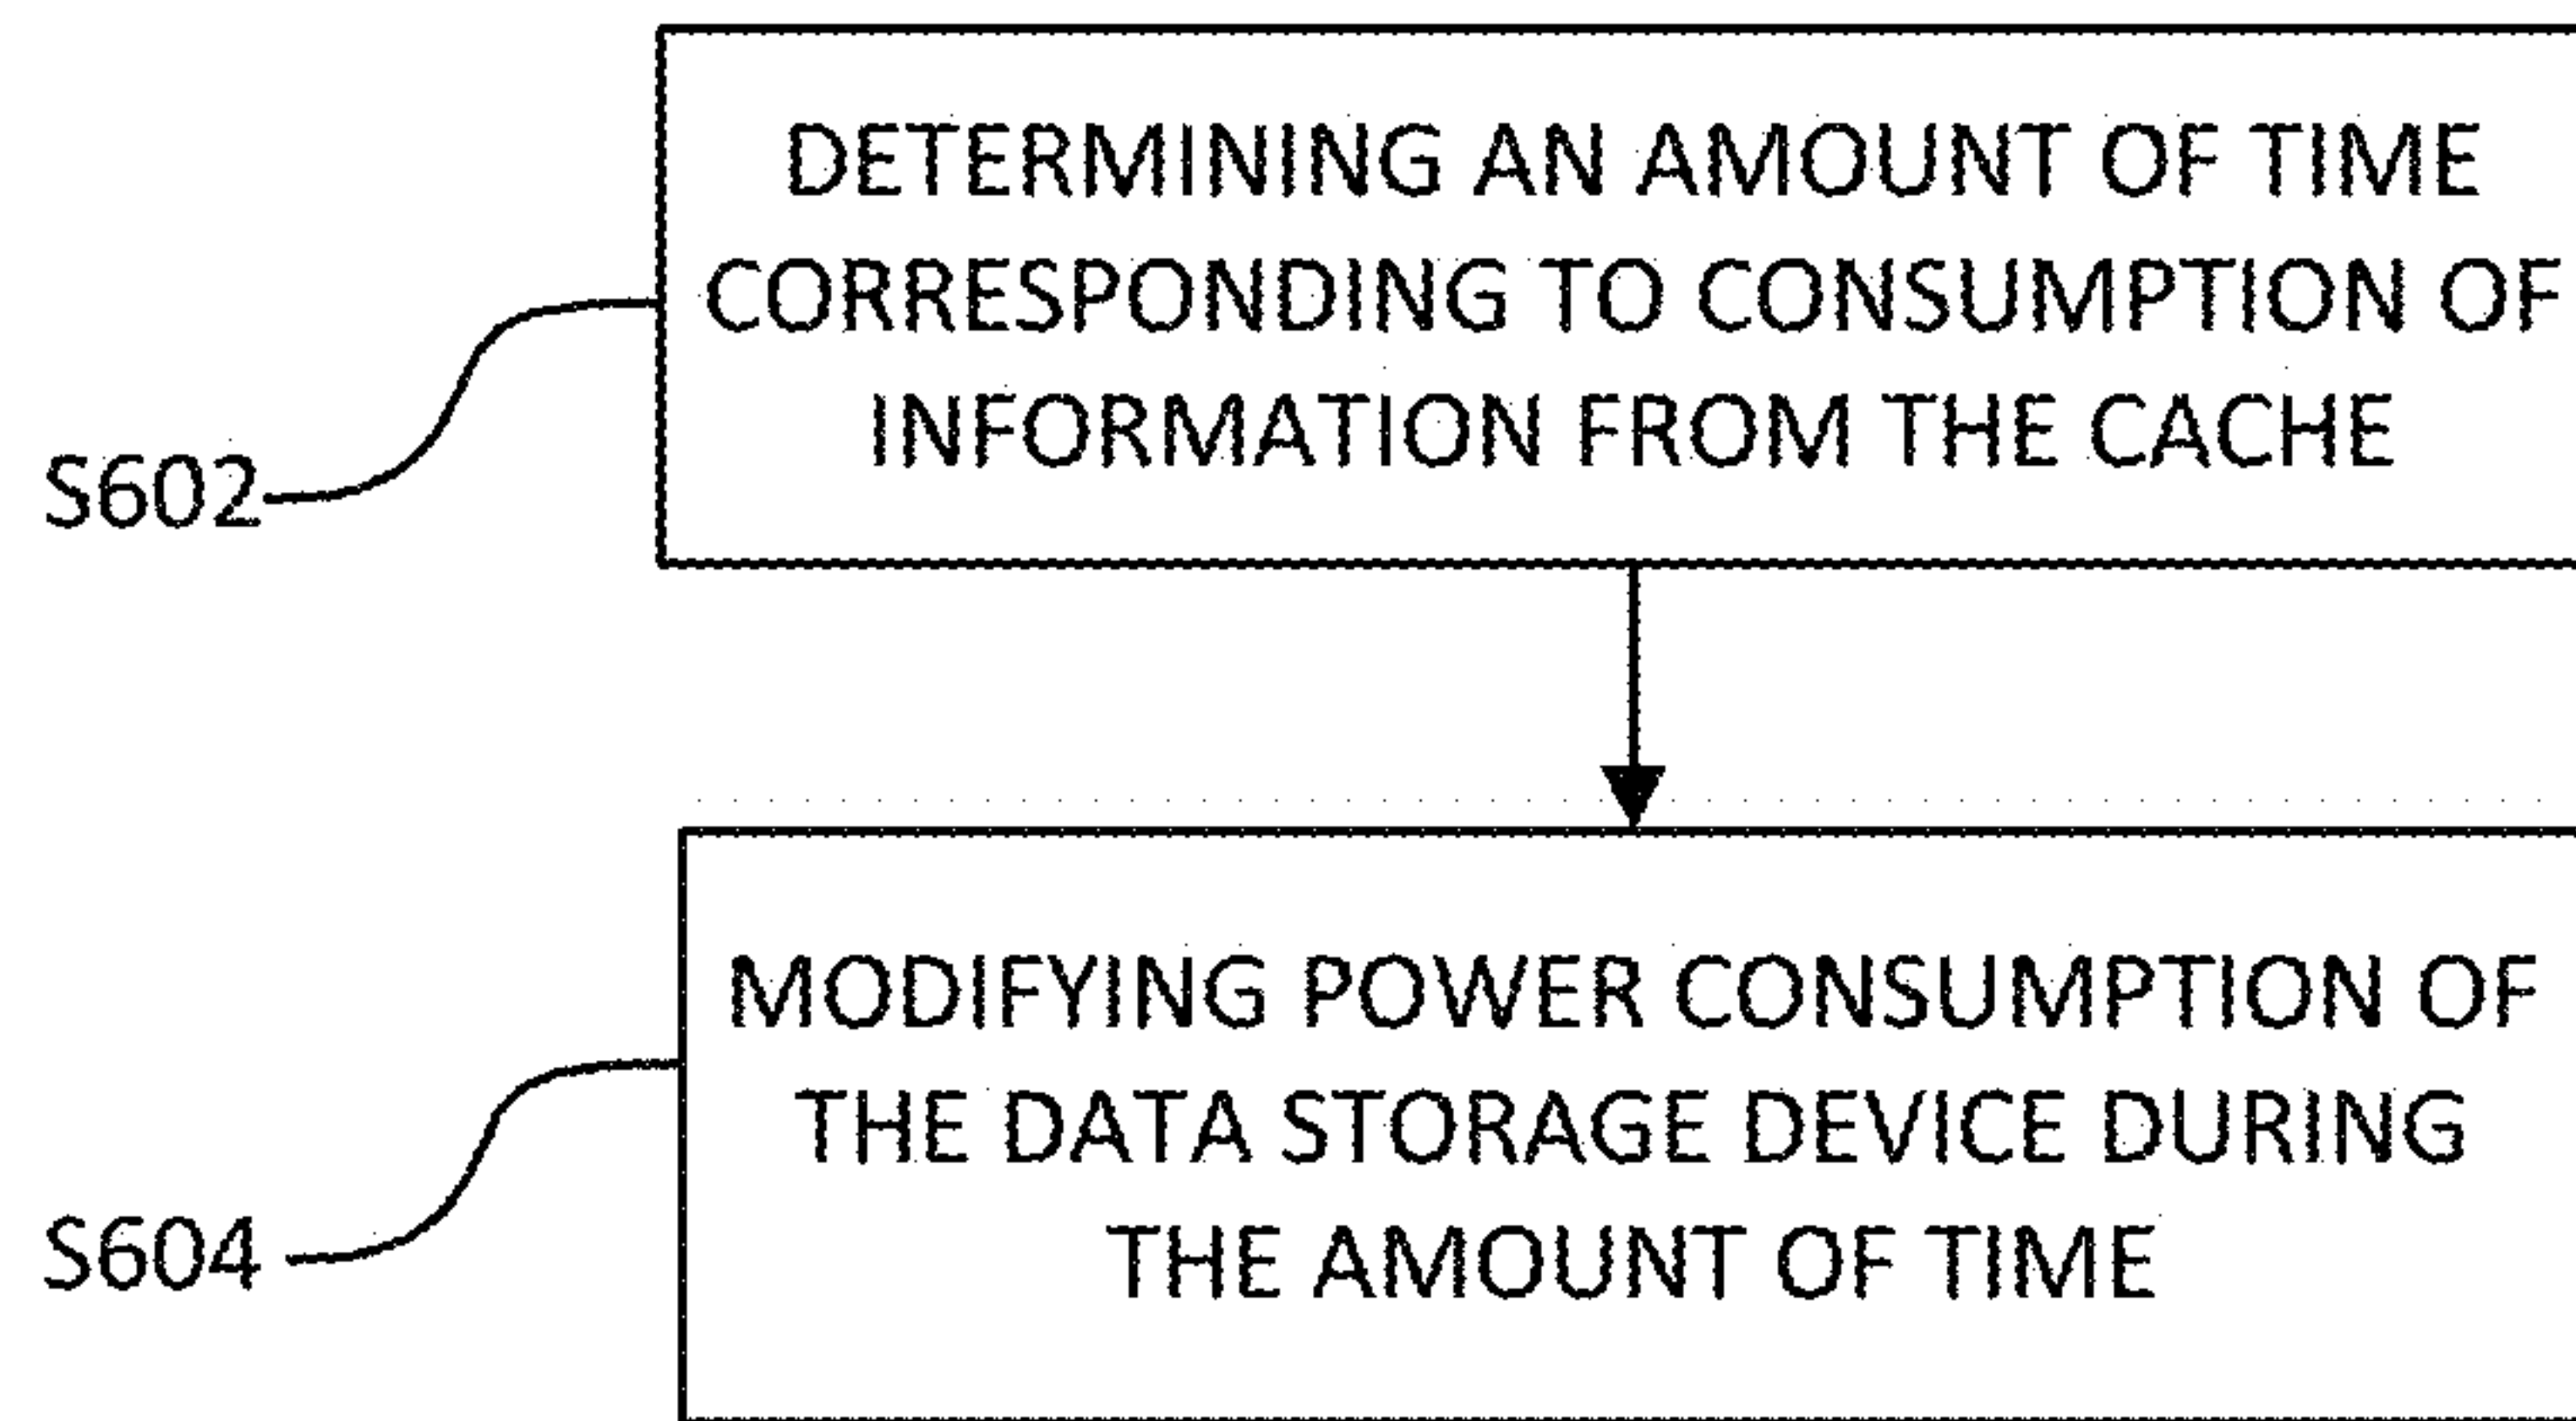 DETERMINING AN AMOUNT OF TIME
CORRESPONDING TO CONSUMPTION OF
INFORMATION FROM THE CACHE
S602
MODIFYING POWER CONSUMPTION OF
THE DATA STORAGE DEVICE DURING
THE AMOUNT OF TIME
S604